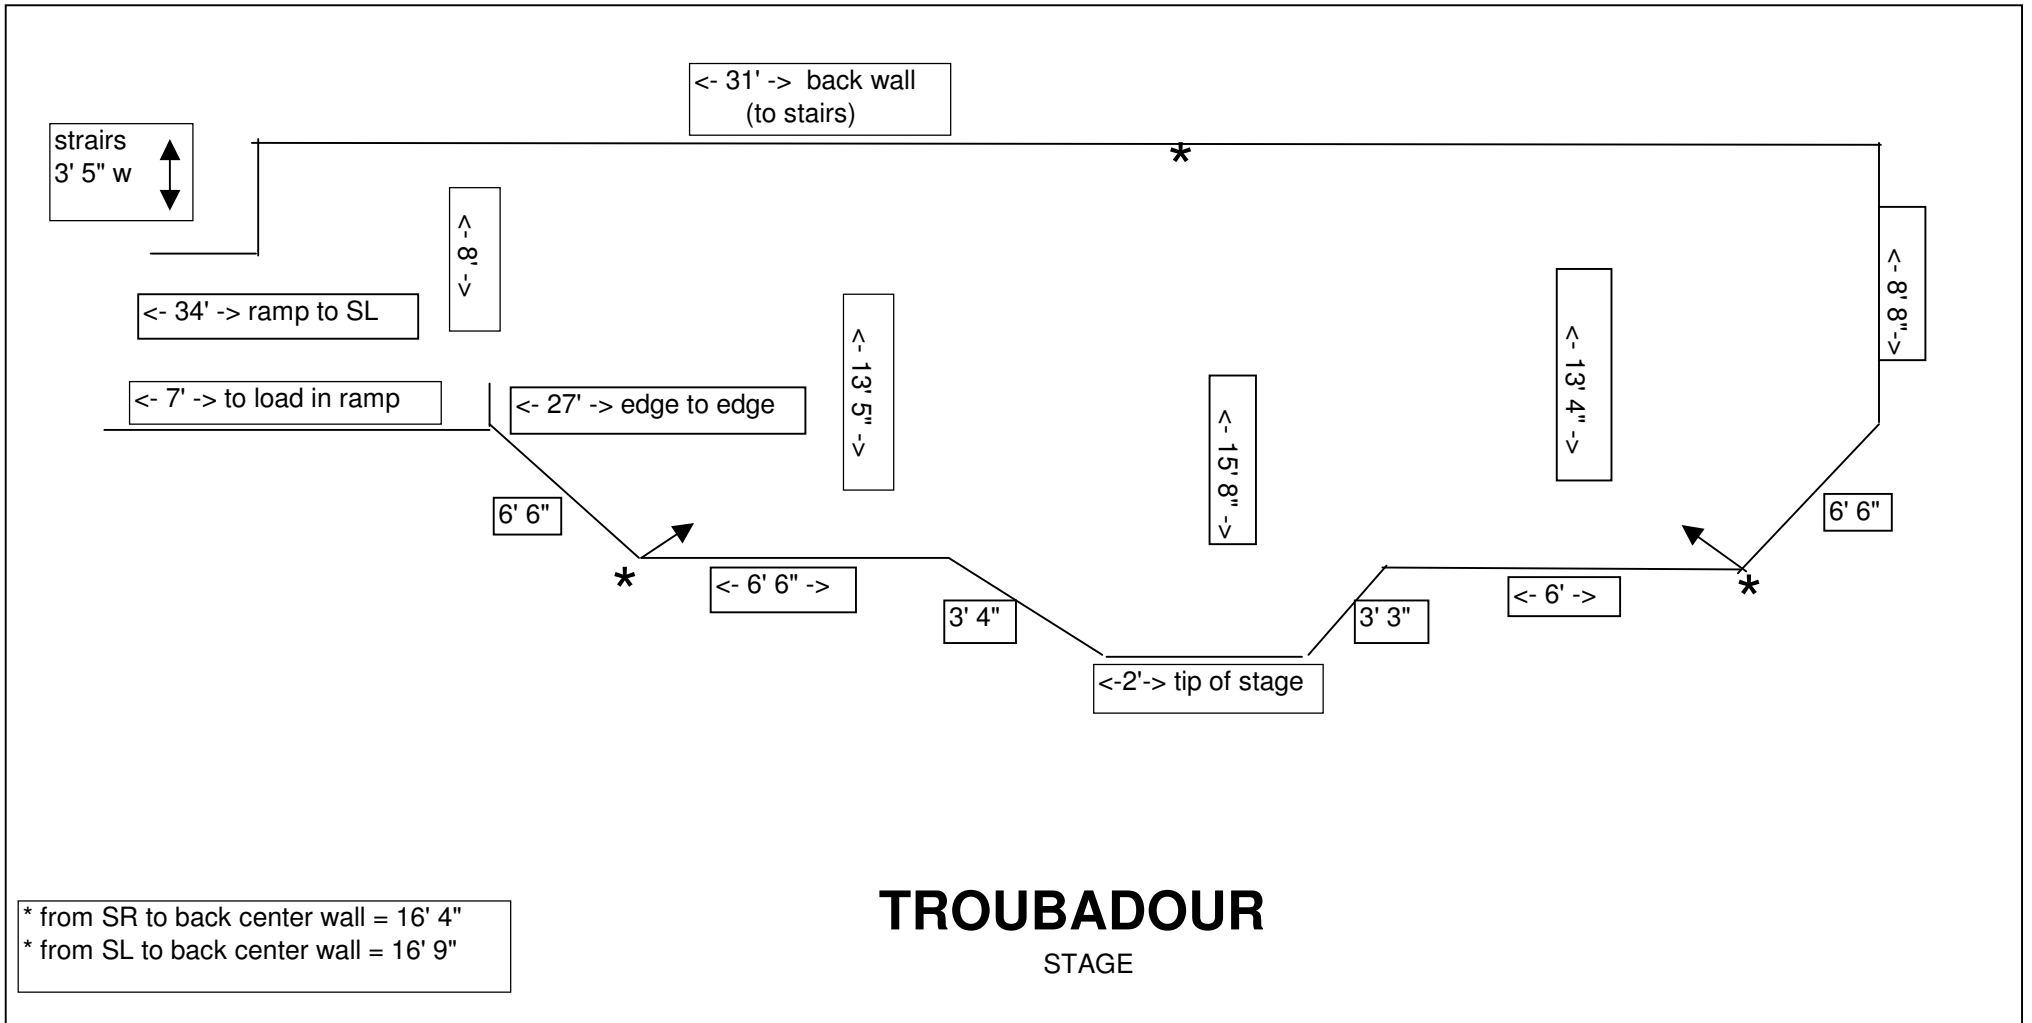 <- 31' -> back wall
(to stairs)
strairs
3' 5" w
*
<- 8' ->
<- 8' 8"->
<- 34' -> ramp to SL
<- 13' 5" ->
<- 13' 4" ->
<- 7' -> to load in ramp
<- 27' -> edge to edge
<- 15' 8" ->
6' 6"
6' 6"
*
<- 6' 6" ->
<- 6' ->
*
3' 4"
3' 3"
<-2'-> tip of stage
TROUBADOUR
STAGE
* from SR to back center wall = 16' 4"
* from SL to back center wall = 16' 9"